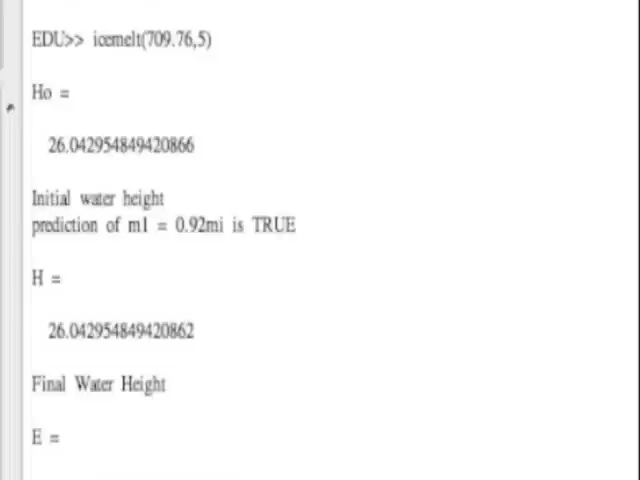 EDU>> icemelt(709.76,5)
Ho =
26.042954849420866
Initial water height
prediction of m1 = 0.92mi is TRUE
H =
26.042954849420862
Final Water Height
E =